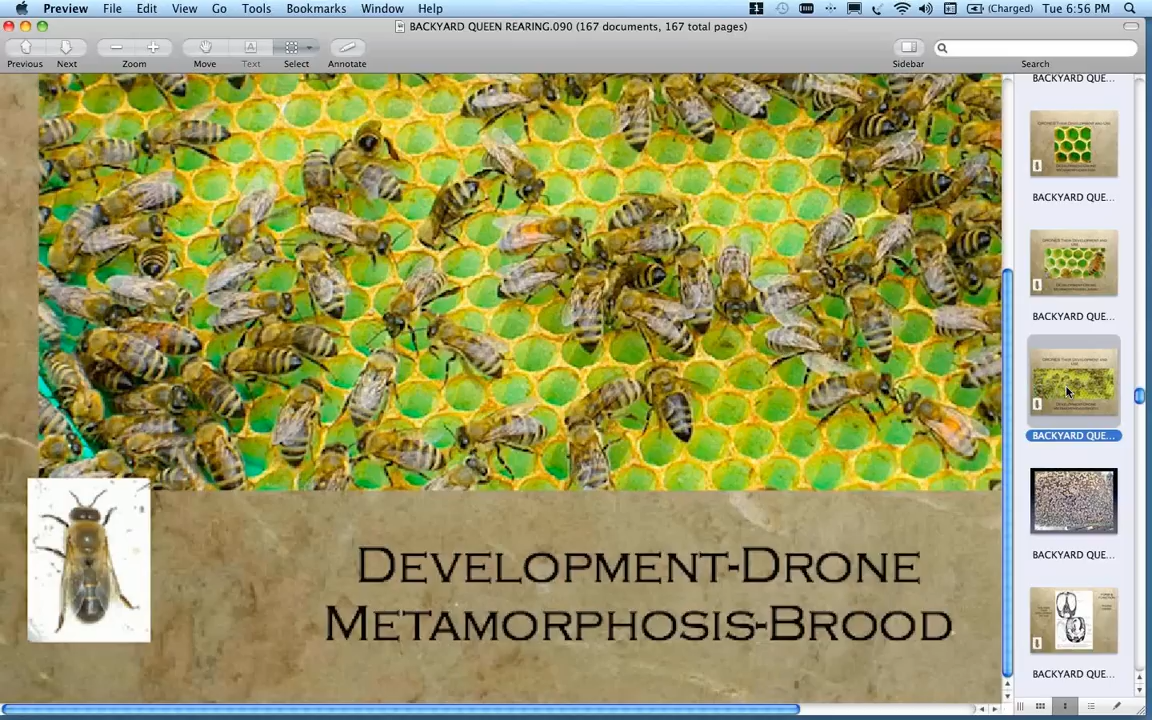 Preview File Edit View Go Tools Bookmarks Window Help
(Charged) Tue 6:56 PM
BACKYARD QUEEN REARING.090 (167 documents, 167 total pages)
Previous Next Zoom Move Text Select Annotate Sidebar Search
BACKYARD QUE...
BACKYARD QUE...
BACKYARD QUE...
BACKYARD QUE...
BACKYARD QUE...
BACKYARD QUE...
DEVELOPMENT-DRONE
METAMORPHOSIS-BROOD